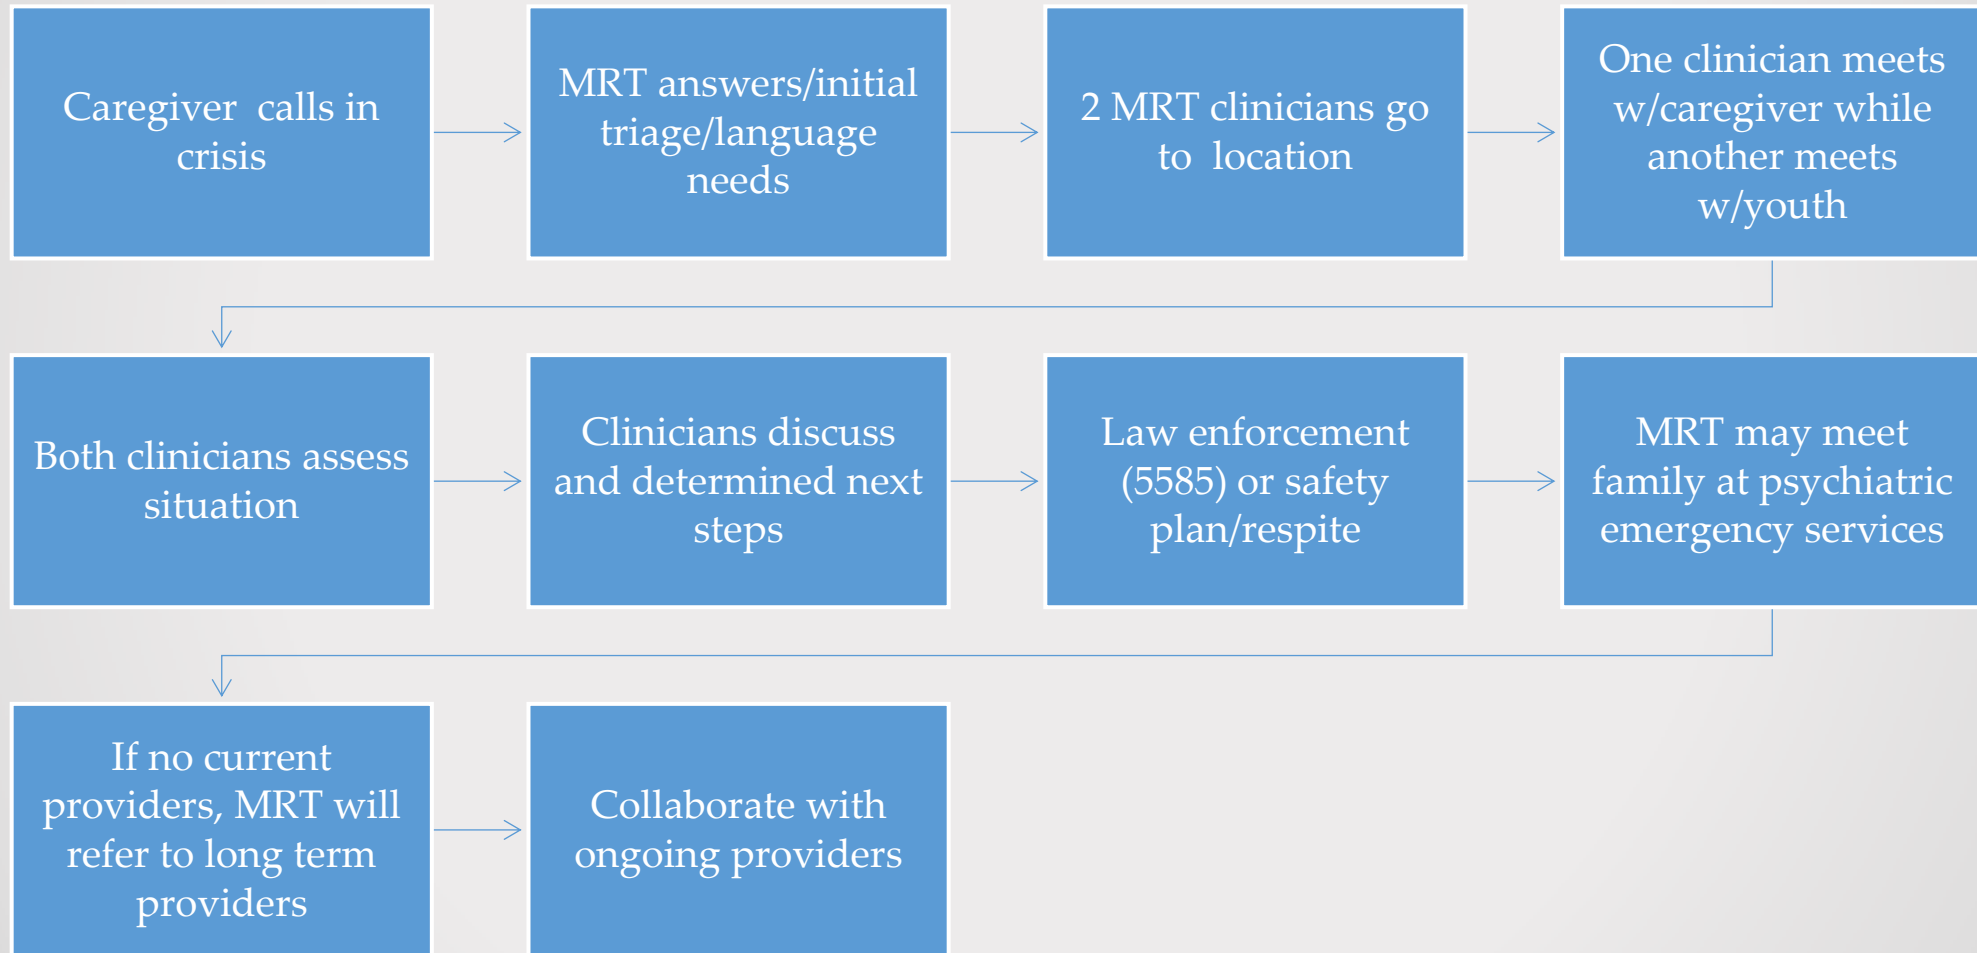 Caregiver calls in
crisis
MRT answers/initial
triage/language
needs
2 MRT clinicians go
to location
One clinician meets
w/caregiver while
another meets
w/youth
Both clinicians assess
situation
Clinicians discuss
and determined next
steps
Law enforcement
(5585) or safety
plan/respite
MRT may meet
family at psychiatric
emergency services
If no current
providers, MRT will
refer to long term
providers
Collaborate with
ongoing providers